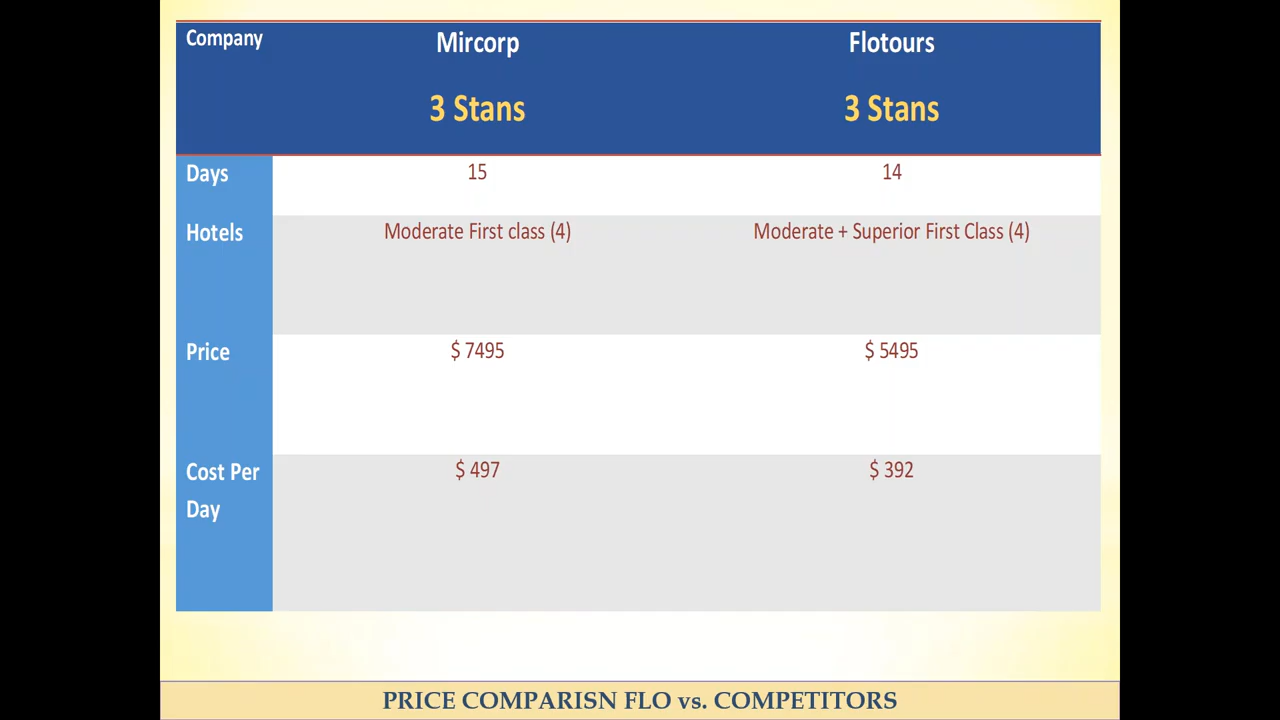 Company Mircorp Flotours
3 Stans 3 Stans
Days 15 14
Hotels Moderate First class (4) Moderate + Superior First Class (4)
Price $ 7495 $ 5495
Cost Per $ 497 $ 392
Day
PRICE COMPARISN FLO vs. COMPETITORS